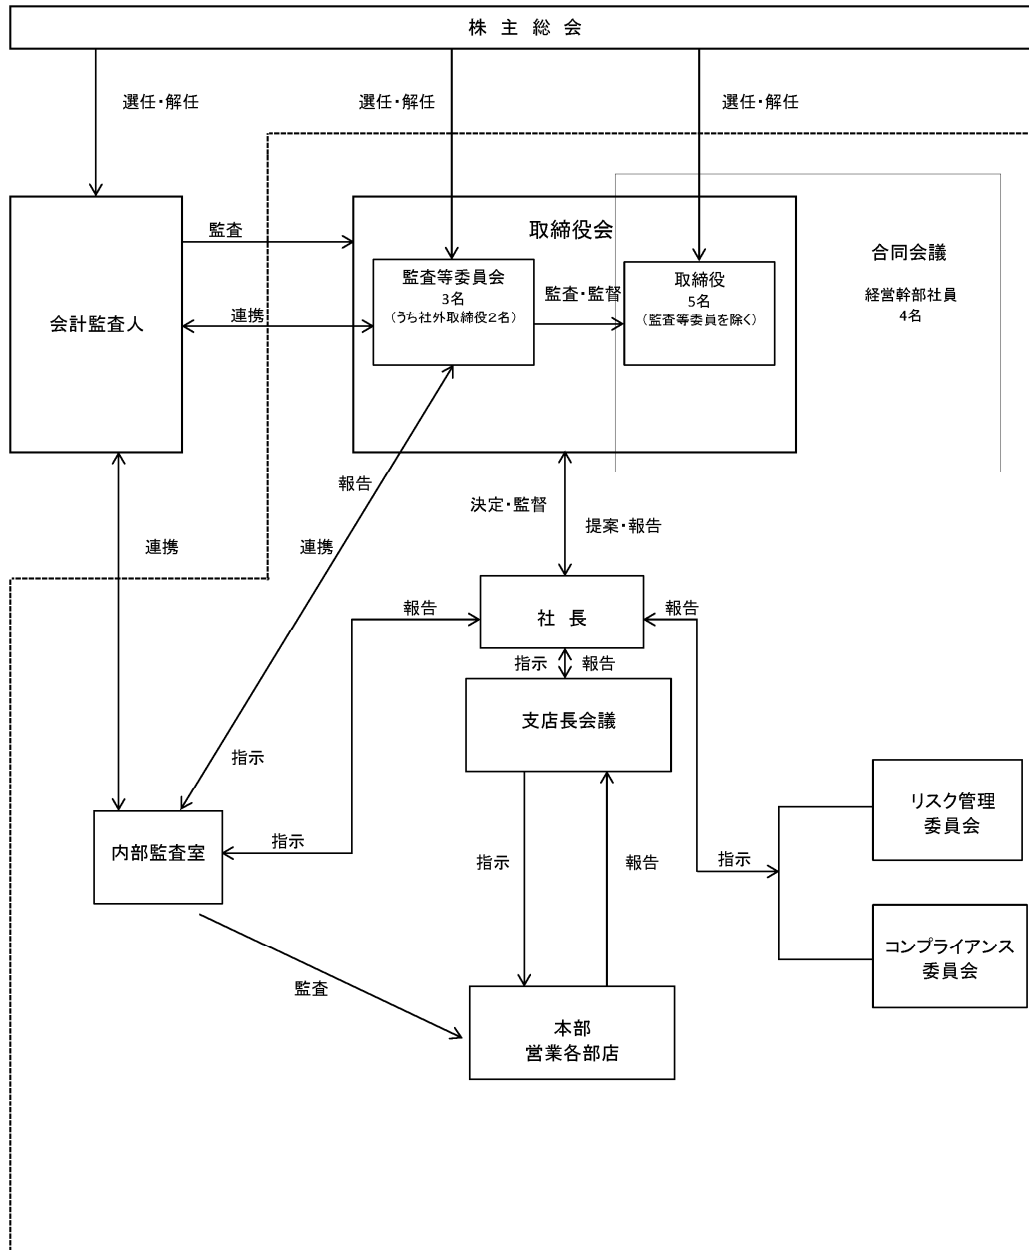 株 主 総 会
選任・解任
選任・解任
選任・解任
取締役会
監査
合同会議
経営幹部社員
4名
監査等委員会
3名
(うち社外取締役2名)
監査・監督
取締役
5名
(監査等委員を除く)
会計監査人
連携
報告
決定・監督
提案・報告
連携
連携
報告
社 長
報告
指示
報告
支店長会議
指示
リスク管理
委員会
指示
内部監査室
指示
報告
指示
コンプライアンス
委員会
監査
本部
営業各部店